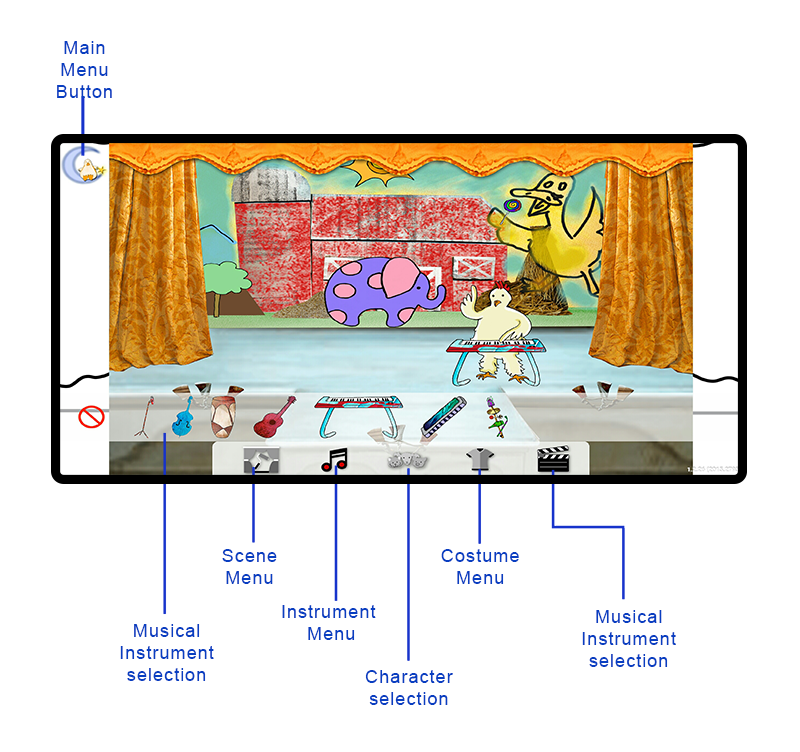 Main
Menu
Button
Scene
Menu
Costume
Menu
Instrument
Menu
Musical
Instrument
selection
Musical
Instrument
selection
Character
selection